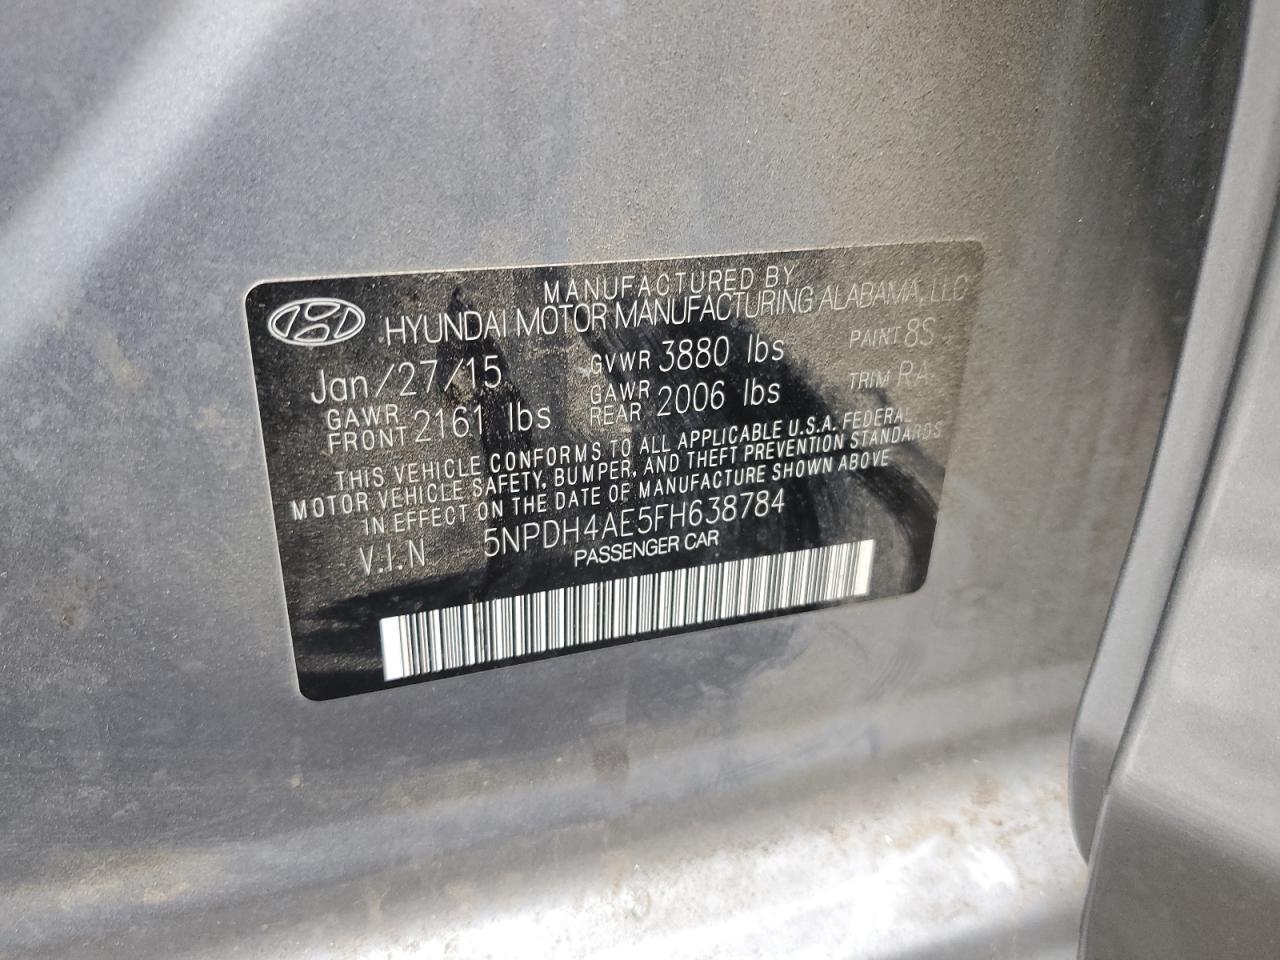 MANUFACTURED BY
HYUNDAI MOTOR MANUFACTURING ALABAMA, LLC
Jan/27/15 GVWR 3880 lbs PAINT 8S
GAWR FRONT 2161 lbs GAWR REAR 2006 lbs TRIM RA
THIS VEHICLE CONFORMS TO ALL APPLICABLE U.S.A. FEDERAL
MOTOR VEHICLE SAFETY, BUMPER, AND THEFT PREVENTION STANDARDS
IN EFFECT ON THE DATE OF MANUFACTURE SHOWN ABOVE
V.I.N 5NPDH4AE5FH638784
PASSENGER CAR